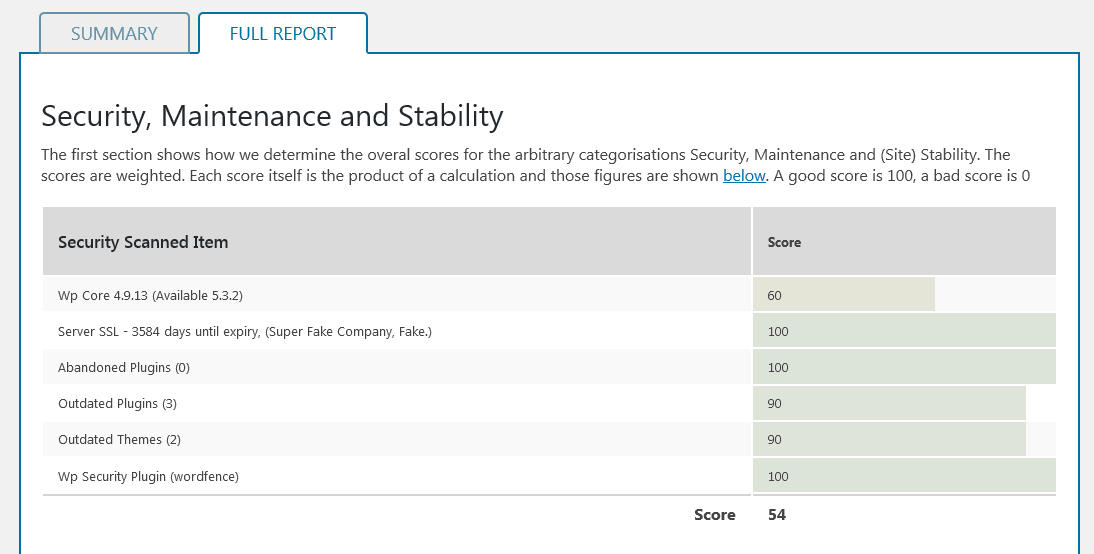 SUMMARY
FULL REPORT
Security, Maintenance and Stability
The first section shows how we determine the overal scores for the arbitrary categorisations Security, Maintenance and (Site) Stability. The
scores are weighted. Each score itself is the product of a calculation and those figures are shown below. A good score is 100, a bad score is 0
Security Scanned Item Score
Wp Core 4.9.13 (Available 5.3.2) 60
Server SSL - 3584 days until expiry, (Super Fake Company, Fake.) 100
Abandoned Plugins (0) 100
Outdated Plugins (3) 90
Outdated Themes (2) 90
Wp Security Plugin (wordfence) 100
Score 54